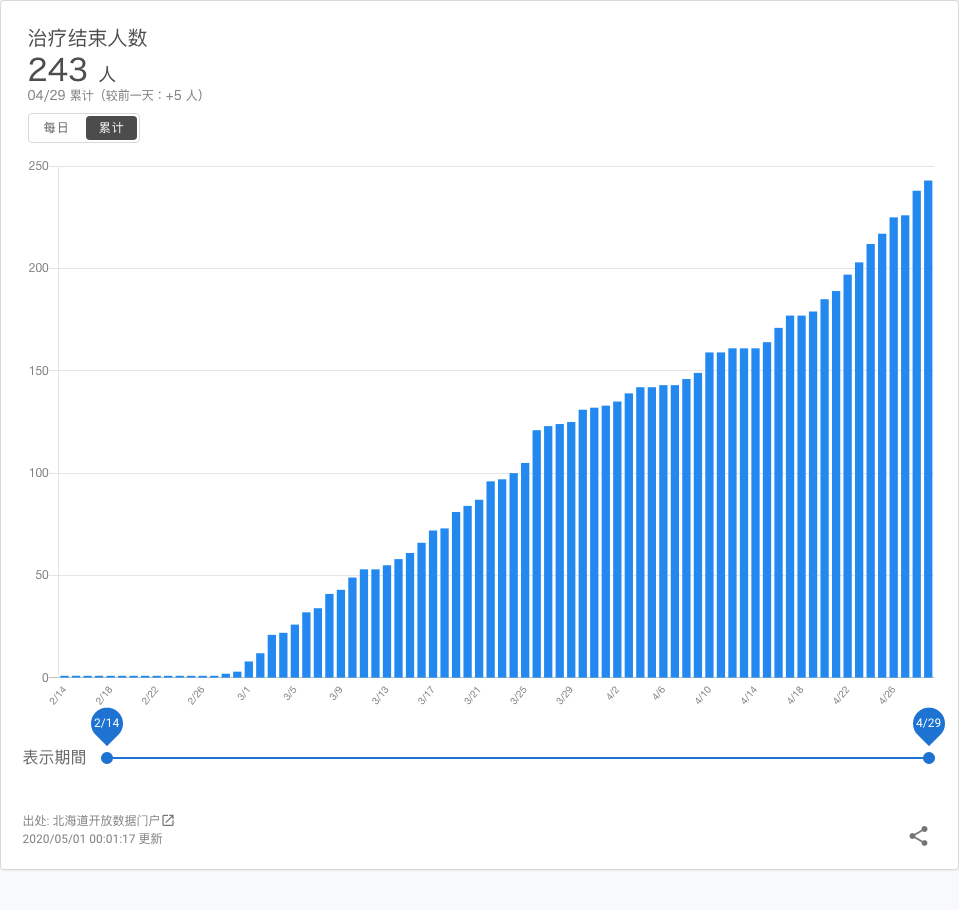 治疗结束人数
243 人
04/29 累计（较前一天：+5 人）
每日 累计
250
200
150
100
50
0
2/14 2/18 2/22 2/26 3/1 3/5 3/9 3/13 3/17 3/21 3/25 3/29 4/2 4/6 4/10 4/14 4/18 4/22 4/26
2/14 4/29
表示期間
出处: 北海道开放数据门户
2020/05/01 00:01:17 更新